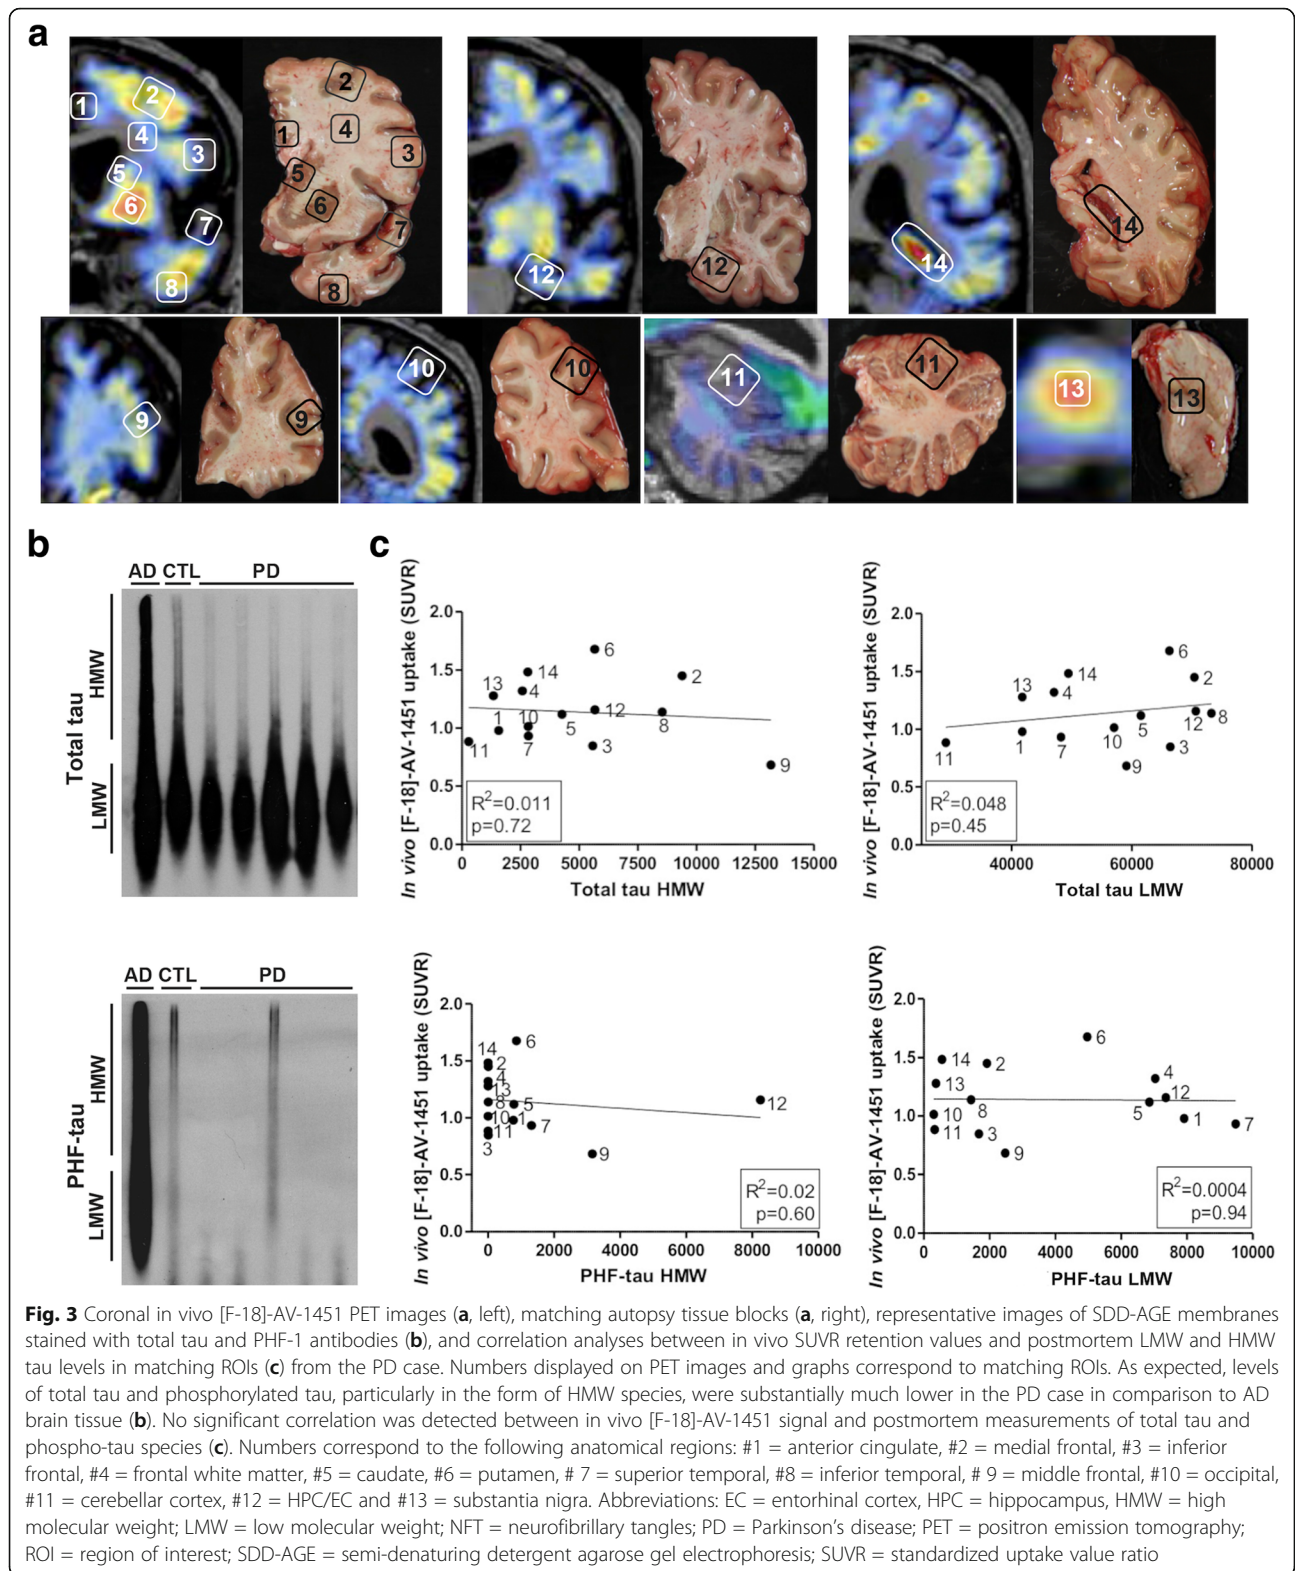 a
1
2
3
4
5
6
7
8
1
2
3
4
5
6
7
8
12
12
14
14
9
9
10
10
11
11
13
13
b
AD CTL PD
Total tau
HMW
LMW
AD CTL PD
PHF-tau
HMW
LMW
c
In vivo [F-18]-AV-1451 uptake (SUVR)
2.0
1.5
1.0
0.5
0.0
6
2
14
13
4
12
8
1
10
5
7
3
11
9
R2=0.011
p=0.72
0 2500 5000 7500 10000 12500 15000
Total tau HMW
In vivo [F-18]-AV-1451 uptake (SUVR)
2.0
1.5
1.0
0.5
0.0
6
2
14
13
4
12
8
5
10
1
7
3
11
9
R2=0.048
p=0.45
40000 60000 80000
Total tau LMW
In vivo [F-18]-AV-1451 uptake (SUVR)
2.0
1.5
1.0
0.5
0.0
6
14
2
4
13
8
5
12
10
1
7
11
3
9
R2=0.02
p=0.60
0 2000 4000 6000 8000 10000
PHF-tau HMW
In vivo [F-18]-AV-1451 uptake (SUVR)
2.0
1.5
1.0
0.5
0.0
6
14
2
4
13
12
8
5
10
1
7
11
3
9
R2=0.0004
p=0.94
0 2000 4000 6000 8000 10000
PHF-tau LMW
Fig. 3 Coronal in vivo [F-18]-AV-1451 PET images (a, left), matching autopsy tissue blocks (a, right), representative images of SDD-AGE membranes
stained with total tau and PHF-1 antibodies (b), and correlation analyses between in vivo SUVR retention values and postmortem LMW and HMW
tau levels in matching ROIs (c) from the PD case. Numbers displayed on PET images and graphs correspond to matching ROIs. As expected, levels
of total tau and phosphorylated tau, particularly in the form of HMW species, were substantially much lower in the PD case in comparison to AD
brain tissue (b). No significant correlation was detected between in vivo [F-18]-AV-1451 signal and postmortem measurements of total tau and
phospho-tau species (c). Numbers correspond to the following anatomical regions: #1 = anterior cingulate, #2 = medial frontal, #3 = inferior
frontal, #4 = frontal white matter, #5 = caudate, #6 = putamen, # 7 = superior temporal, #8 = inferior temporal, # 9 = middle frontal, #10 = occipital,
#11 = cerebellar cortex, #12 = HPC/EC and #13 = substantia nigra. Abbreviations: EC = entorhinal cortex, HPC = hippocampus, HMW = high
molecular weight; LMW = low molecular weight; NFT = neurofibrillary tangles; PD = Parkinson's disease; PET = positron emission tomography;
ROI = region of interest; SDD-AGE = semi-denaturing detergent agarose gel electrophoresis; SUVR = standardized uptake value ratio